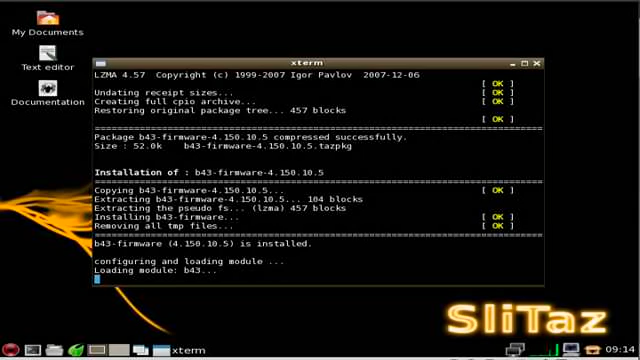 My Documents
Text editor
Documentation
xterm
LZMA 4.57 Copyright (c) 1999-2007 Igor Pavlov 2007-12-06
[ OK ]
Undating receipt sizes... [ OK ]
Creating full cpio archive... [ OK ]
Restoring original package tree... 457 blocks
[ OK ]
================================================================================
Package b43-firmware-4.150.10.5 compressed successfully.
Size : 52.0k b43-firmware-4.150.10.5.tazpkg
Installation of : b43-firmware-4.150.10.5
================================================================================
Copying b43-firmware-4.150.10.5... [ OK ]
Extracting b43-firmware-4.150.10.5... 104 blocks
Extracting the pseudo fs... (lzma) 457 blocks
Installing b43-firmware... [ OK ]
Removing all tmp files... [ OK ]
================================================================================
b43-firmware (4.150.10.5) is installed.
configuring and loading module ...
Loading module: b43...
SliTaz
xterm
09:14